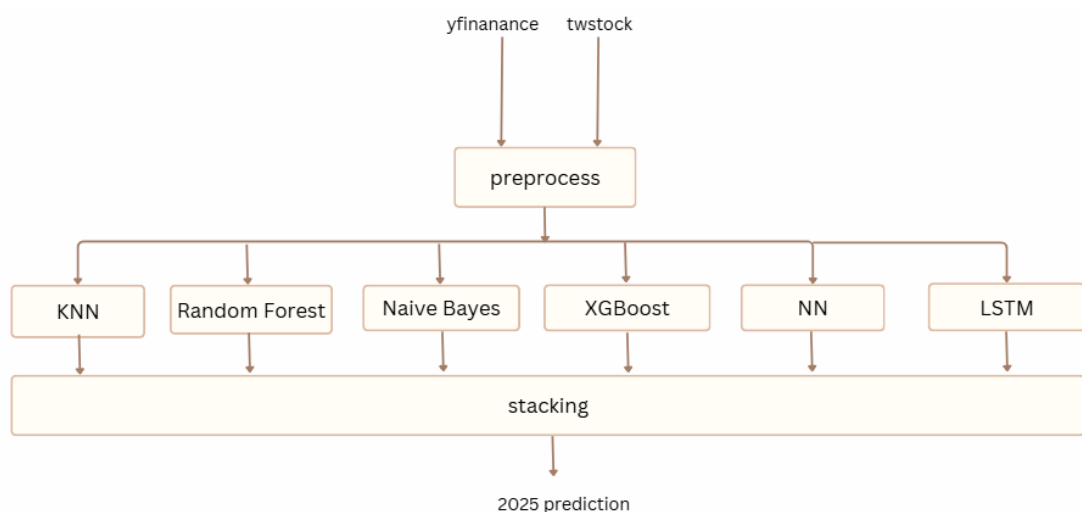 yfinanance twstock
preprocess
KNN Random Forest Naive Bayes XGBoost NN LSTM
stacking
2025 prediction